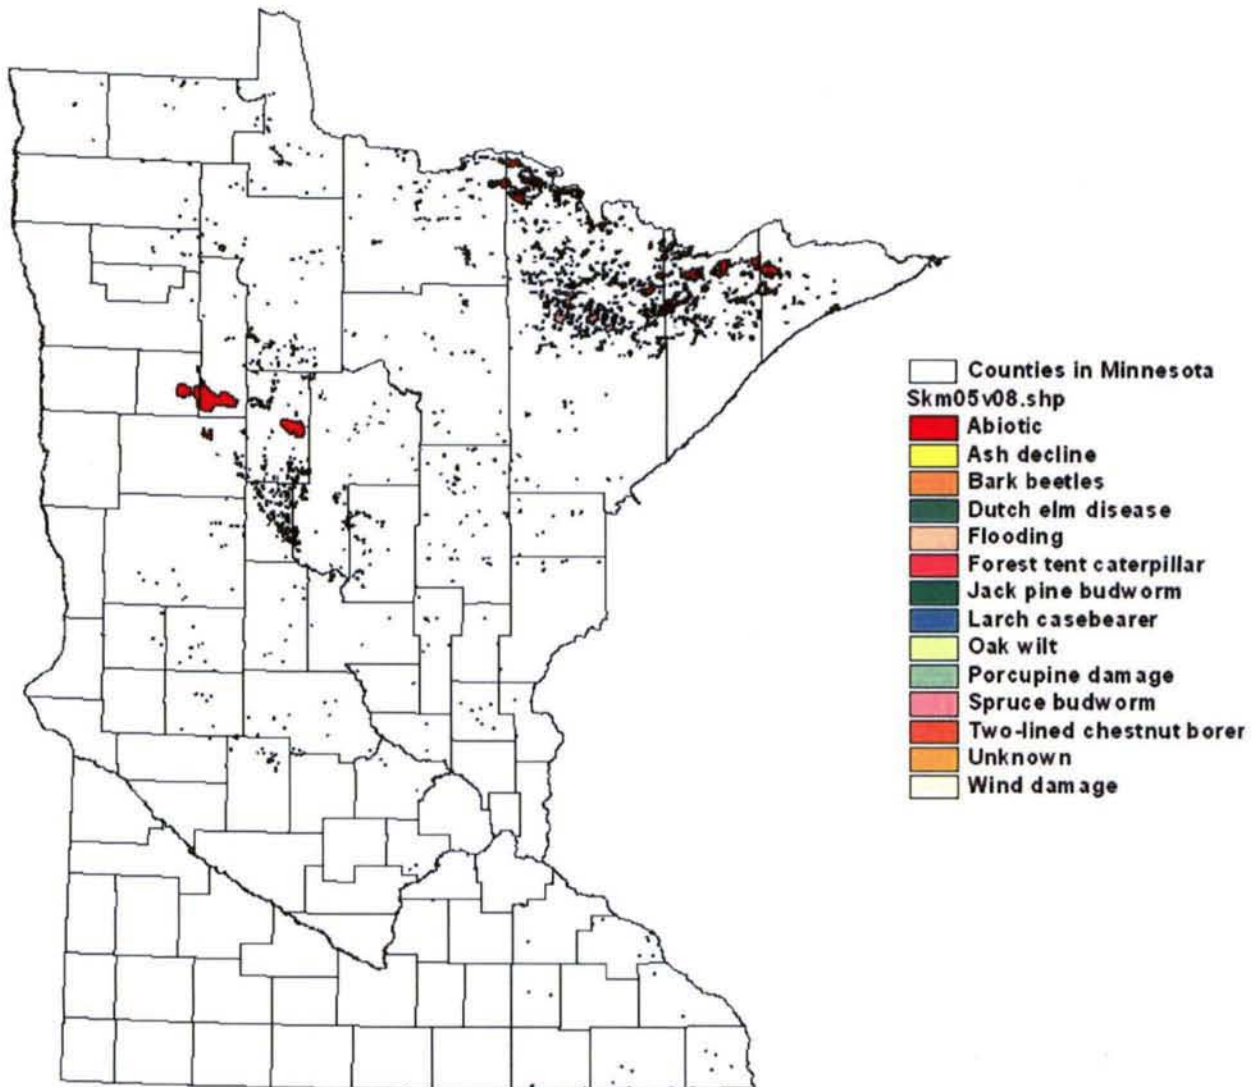 Counties in Minnesota
Skm05v08.shp
Abiotic
Ash decline
Bark beetles
Dutch elm disease
Flooding
Forest tent caterpillar
Jack pine budworm
Larch casebearer
Oak wilt
Porcupine damage
Spruce budworm
Two-lined chestnut borer
Unknown
Wind damage